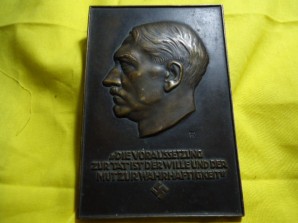 »DIE VORAUSSETZUNG
ZUR TAT IST DER WILLE UND DER
MUT ZUR WAHRHAFTIGKEIT«